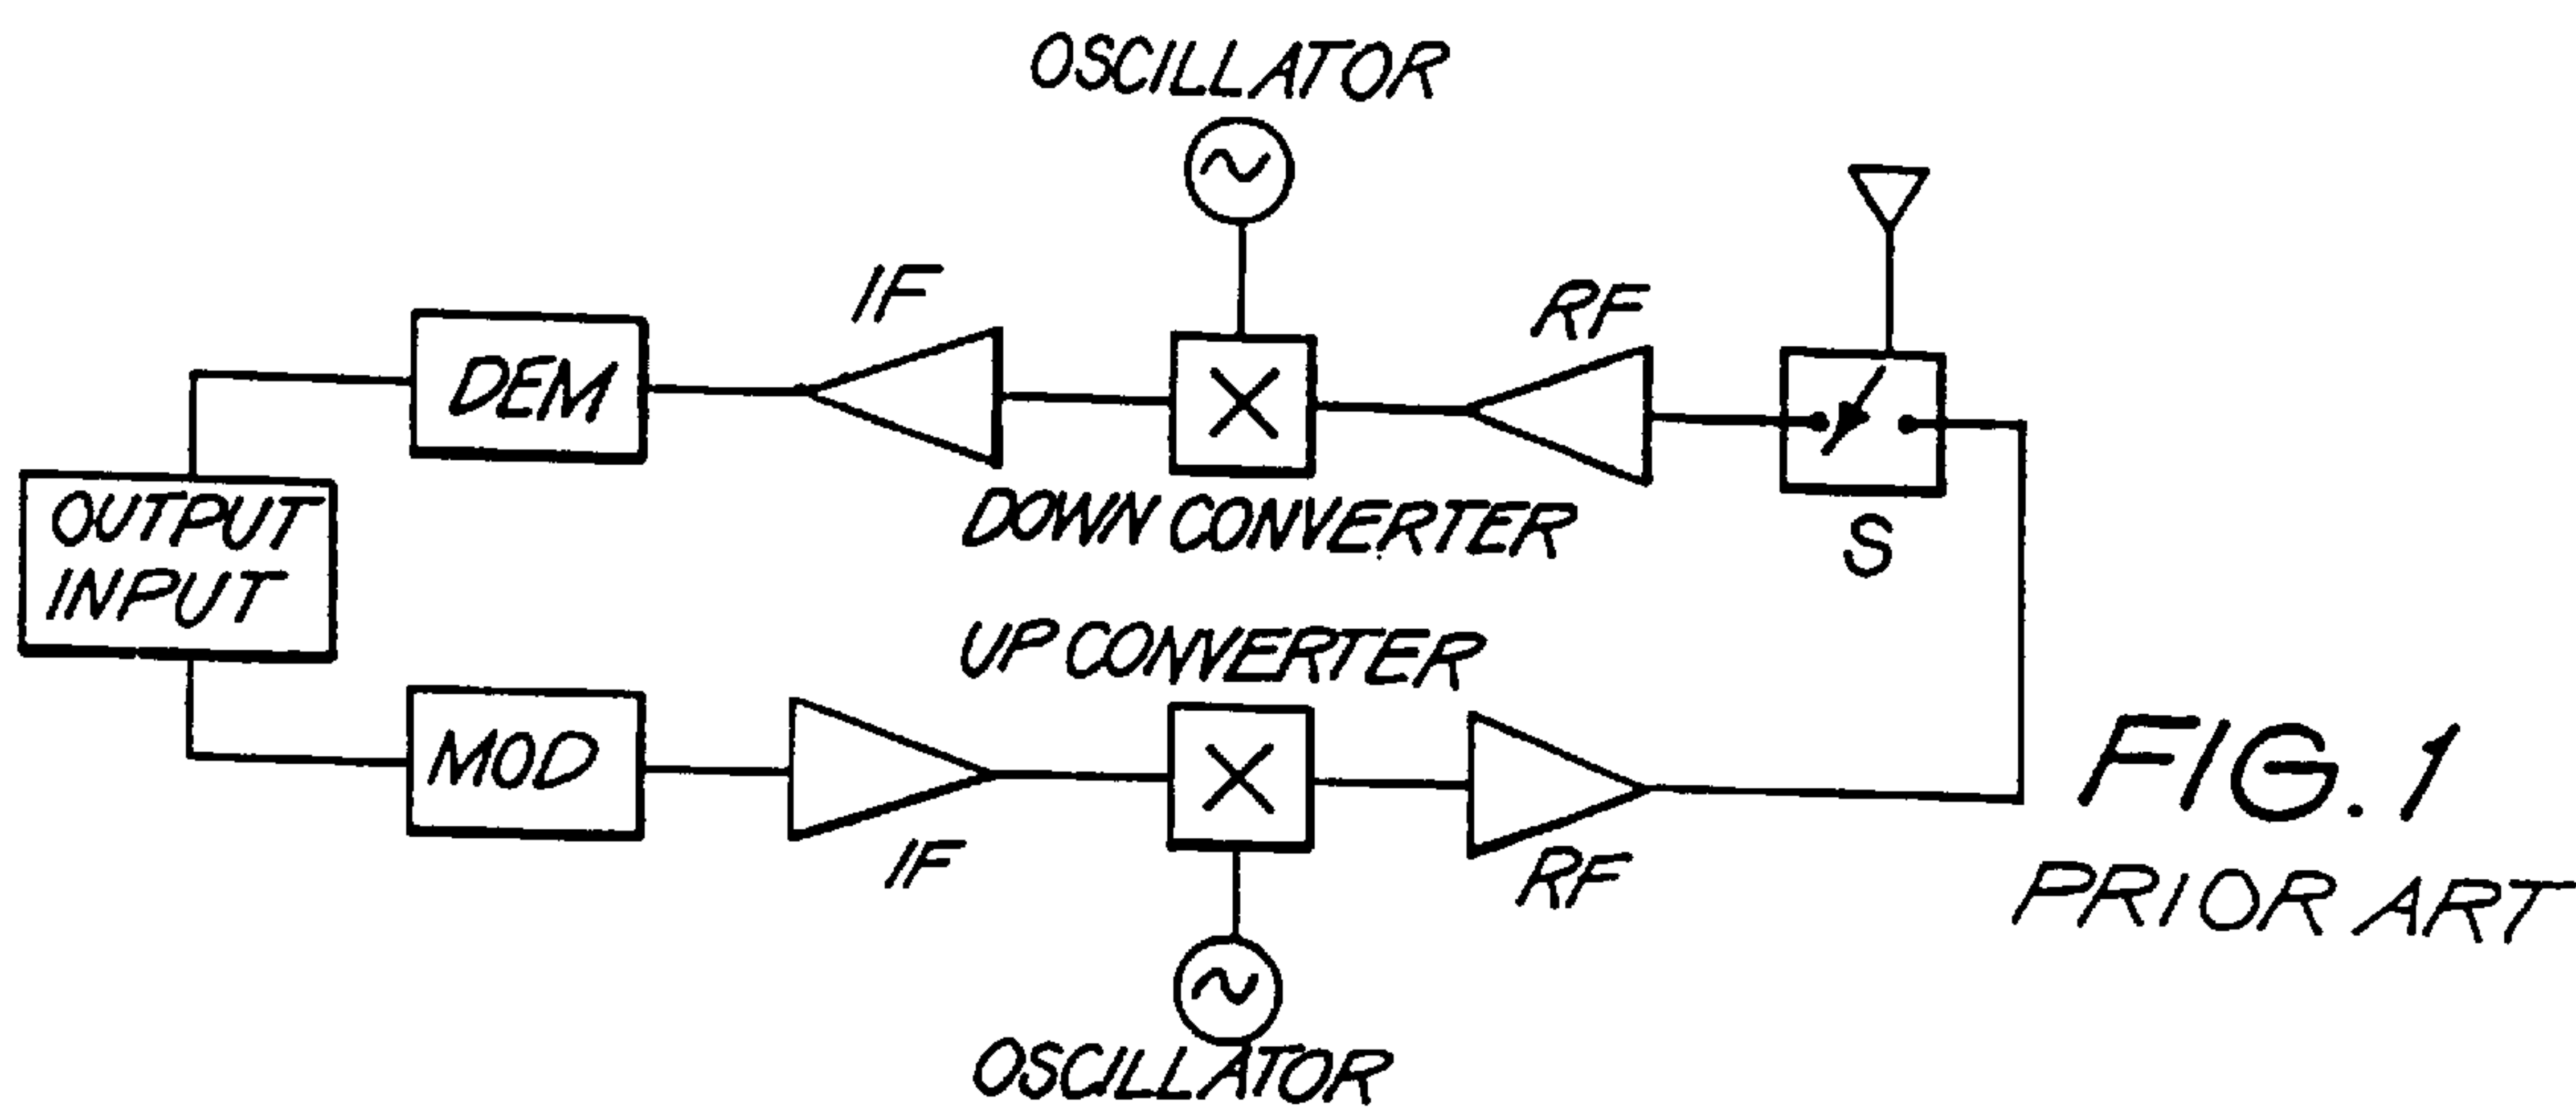 OSCILLATOR
IF
RF
DEM
DOWN CONVERTER
S
OUTPUT
INPUT
UP CONVERTER
MOD
IF
RF
OSCILLATOR
FIG. 1
PRIOR ART